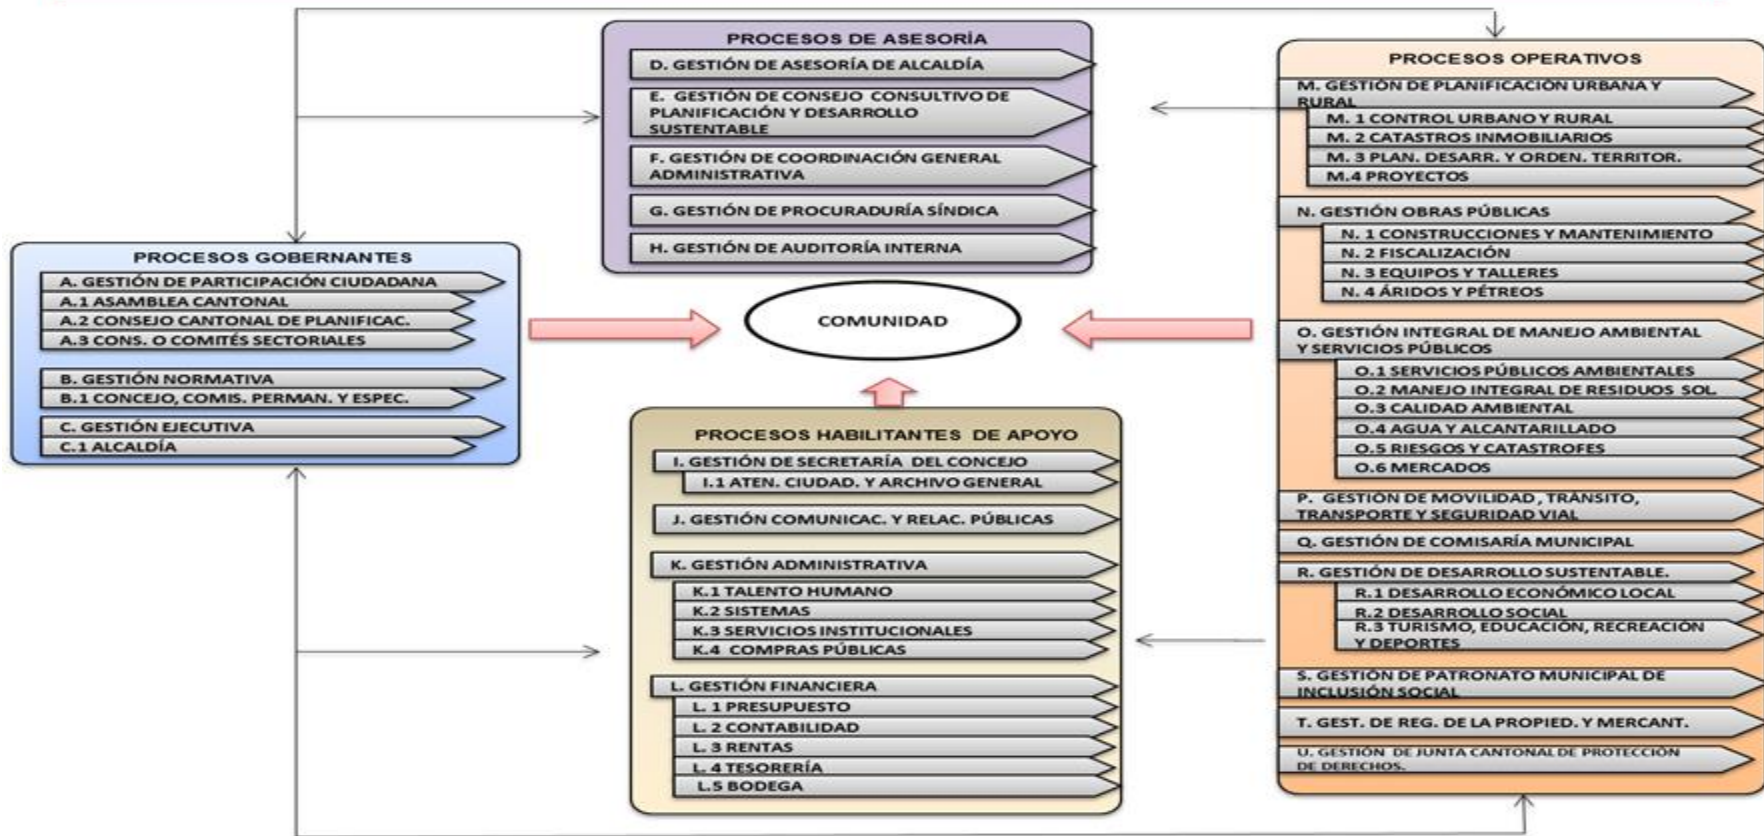 PROCESOS DE ASESORÍA
D. GESTIÓN DE ASESORÍA DE ALCALDÍA
E. GESTIÓN DE CONSEJO CONSULTIVO DE
PLANIFICACIÓN Y DESARROLLO
SUSTENTABLE
F. GESTIÓN DE COORDINACIÓN GENERAL
ADMINISTRATIVA
G. GESTIÓN DE PROCURADURÍA SÍNDICA
H. GESTIÓN DE AUDITORÍA INTERNA
PROCESOS GOBERNANTES
A. GESTIÓN DE PARTICIPACIÓN CIUDADANA
A.1 ASAMBLEA CANTONAL
A.2 CONSEJO CANTONAL DE PLANIFICAC.
A.3 CONS. O COMITÉS SECTORIALES
B. GESTIÓN NORMATIVA
B.1 CONCEJO, COMIS. PERMAN. Y ESPEC.
C. GESTIÓN EJECUTIVA
C.1 ALCALDÍA
COMUNIDAD
PROCESOS HABILITANTES DE APOYO
I. GESTIÓN DE SECRETARÍA DEL CONCEJO
I.1 ATEN. CIUDAD. Y ARCHIVO GENERAL
J. GESTIÓN COMUNICAC. Y RELAC. PÚBLICAS
K. GESTIÓN ADMINISTRATIVA
K.1 TALENTO HUMANO
K.2 SISTEMAS
K.3 SERVICIOS INSTITUCIONALES
K.4 COMPRAS PÚBLICAS
L. GESTIÓN FINANCIERA
L. 1 PRESUPUESTO
L. 2 CONTABILIDAD
L. 3 RENTAS
L. 4 TESORERÍA
L.5 BODEGA
PROCESOS OPERATIVOS
M. GESTIÓN DE PLANIFICACIÓN URBANA Y
RURAL
M. 1 CONTROL URBANO Y RURAL
M. 2 CATASTROS INMOBILIARIOS
M. 3 PLAN. DESARR. Y ORDEN. TERRITOR.
M.4 PROYECTOS
N. GESTIÓN OBRAS PÚBLICAS
N. 1 CONSTRUCCIONES Y MANTENIMIENTO
N. 2 FISCALIZACIÓN
N. 3 EQUIPOS Y TALLERES
N. 4 ÁRIDOS Y PÉTREOS
O. GESTIÓN INTEGRAL DE MANEJO AMBIENTAL
Y SERVICIOS PÚBLICOS
O.1 SERVICIOS PÚBLICOS AMBIENTALES
O.2 MANEJO INTEGRAL DE RESIDUOS SOL.
O.3 CALIDAD AMBIENTAL
O.4 AGUA Y ALCANTARILLADO
O.5 RIESGOS Y CATASTROFES
O.6 MERCADOS
P. GESTIÓN DE MOVILIDAD, TRÁNSITO,
TRANSPORTE Y SEGURIDAD VIAL
Q. GESTIÓN DE COMISARÍA MUNICIPAL
R. GESTIÓN DE DESARROLLO SUSTENTABLE.
R.1 DESARROLLO ECONÓMICO LOCAL
R.2 DESARROLLO SOCIAL
R.3 TURISMO, EDUCACIÓN, RECREACIÓN
Y DEPORTES
S. GESTIÓN DE PATRONATO MUNICIPAL DE
INCLUSIÓN SOCIAL
T. GEST. DE REG. DE LA PROPIED. Y MERCANT.
U. GESTIÓN DE JUNTA CANTONAL DE PROTECCIÓN
DE DERECHOS.